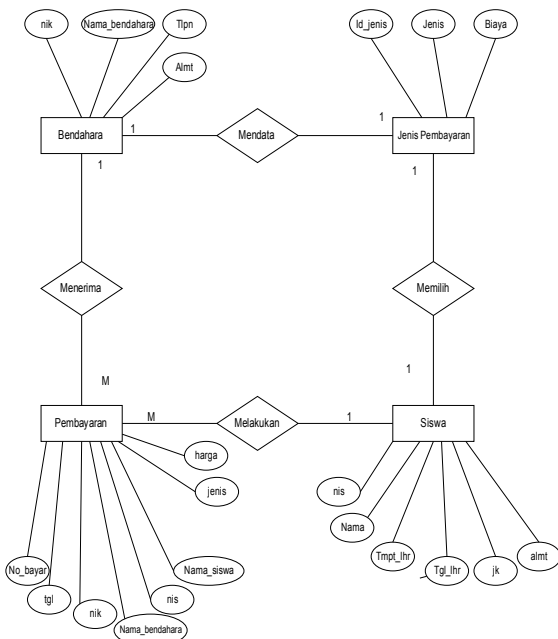 nik
Nama_bendahara
Tlpn
Almt
Id_jenis
Jenis
Biaya
Bendahara
1
Mendata
1
Jenis Pembayaran
1
1
Menerima
Memilih
M
1
Pembayaran
M
Melakukan
1
Siswa
harga
jenis
nis
Nama
Tmpt_lhr
Tgl_lhr
jk
almt
No_bayar
tgl
nik
Nama_bendahara
nis
Nama_siswa